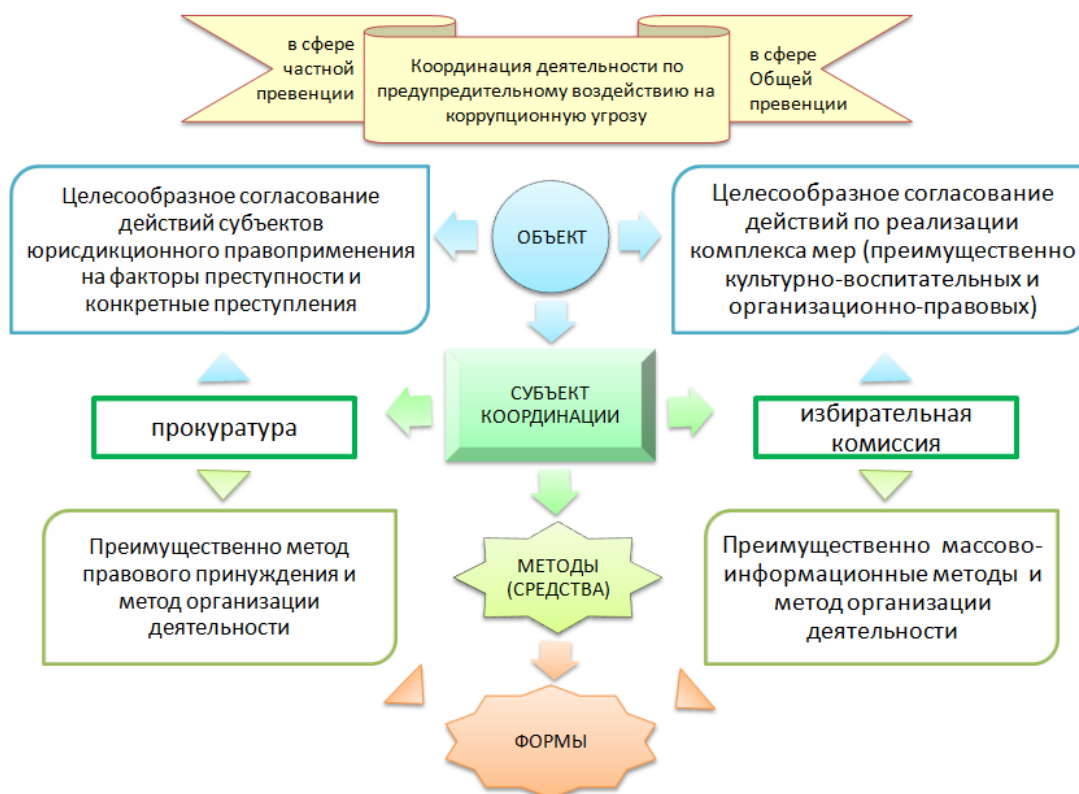 в сфере
частной
превенции
Координация деятельности по
предупредительному воздействию на
коррупционную угрозу
в сфере
Общей
превенции
Целесообразное согласование
действий субъектов
юрисдикционного правоприменения
на факторы преступности и
конкретные преступления
ОБЪЕКТ
Целесообразное согласование
действий по реализации
комплекса мер (преимущественно
культурно-воспитательных и
организационно-правовых)
прокуратура
СУБЪЕКТ
КООРДИНАЦИИ
избирательная
комиссия
Преимущественно метод
правового принуждения и
метод организации
деятельности
МЕТОДЫ
(СРЕДСТВА)
Преимущественно массово-
информационные методы и
метод организации
деятельности
ФОРМЫ